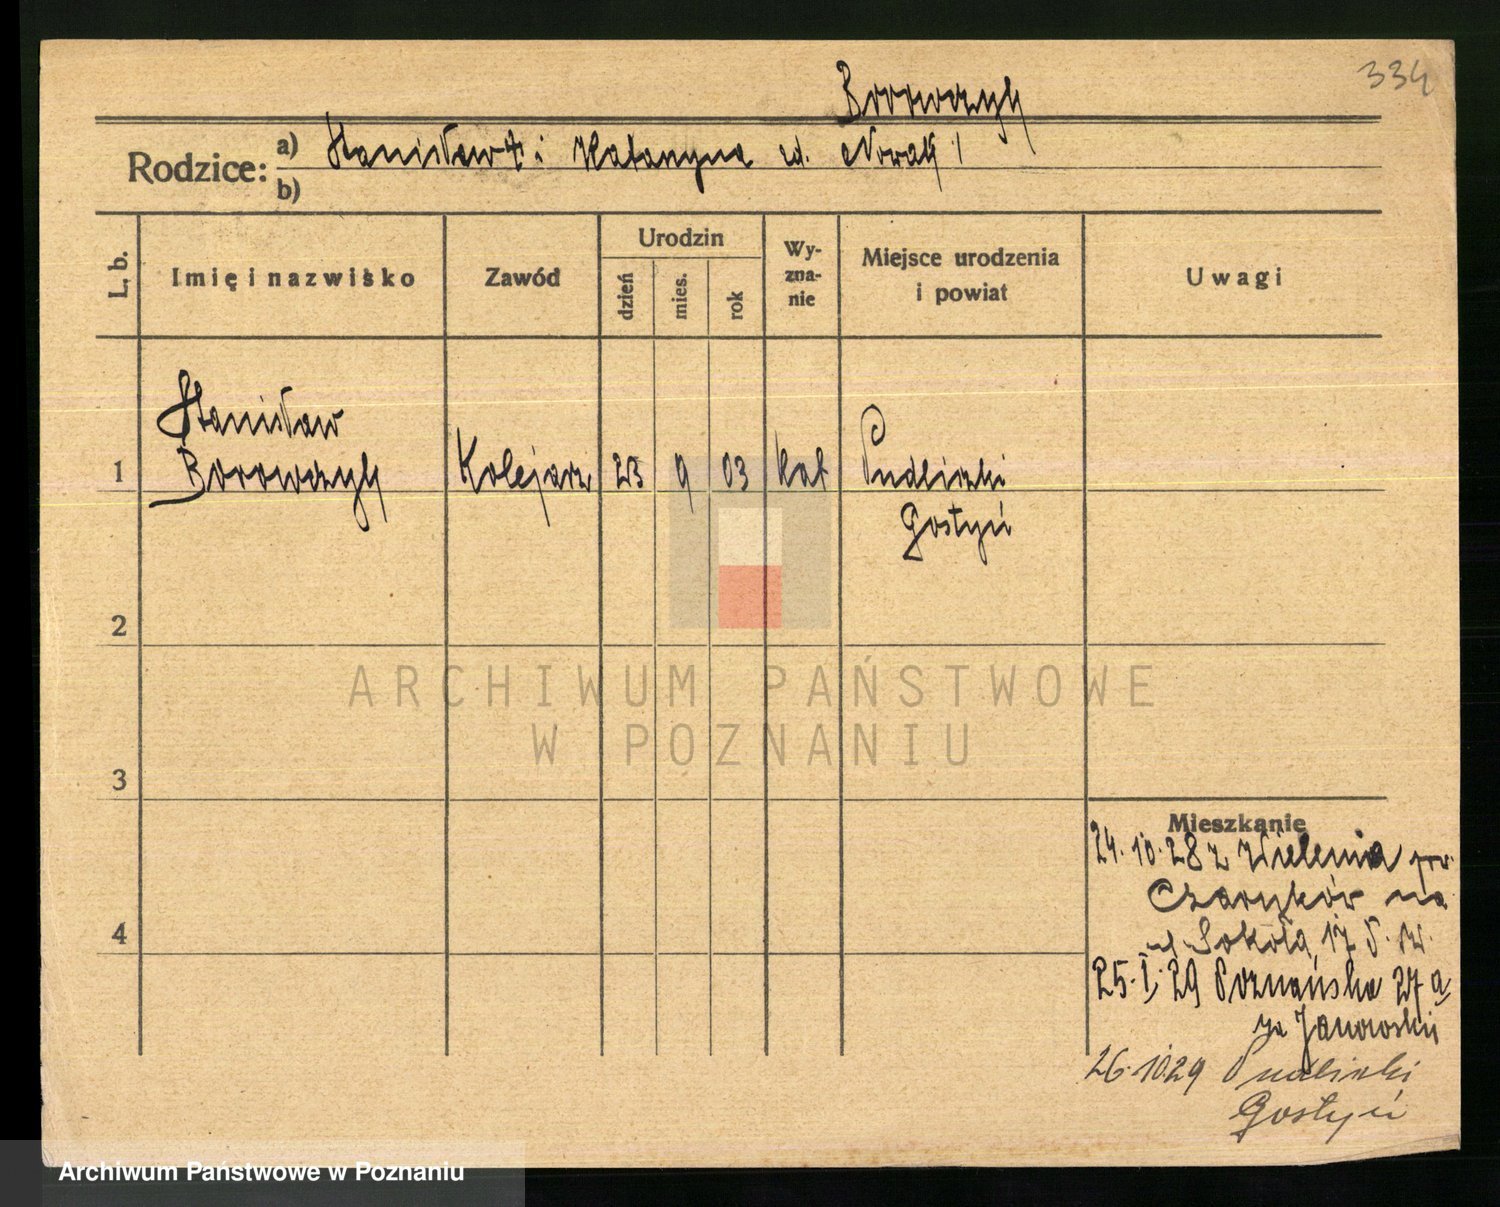 334
Borowczyk
Rodzice: a) Stanisław i Katarzyna ur. Nowak
b)
L. b. Imię i nazwisko Zawód Urodzin dzień mies. rok Wy-zna-nie Miejsce urodzenia i powiat Uwagi
Stanisław
1 Borowczyk Kolejarz 23 9 03 kat Pudliszki
Gostyń
2
3
4
Mieszkanie
24.10.28 z Wielenia pow.
Czarnków na
ul Sokoła 17
25.I.29 Poznańska 27a
Janowski
26.10.29 Pudliszki
Gostyń
ARCHIWUM PAŃSTWOWE
W POZNANIU
Archiwum Państwowe w Poznaniu